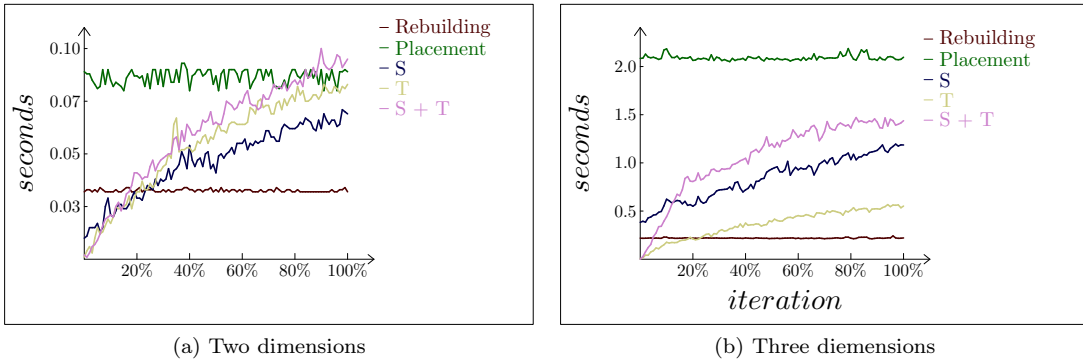 Rebuilding
Placement
S
T
S + T
0.10
0.07
0.05
0.03
seconds
20% 40% 60% 80% 100%
(a) Two dimensions
Rebuilding
Placement
S
T
S + T
2.0
1.5
1.0
0.5
seconds
20% 40% 60% 80% 100%
iteration
(b) Three diemensions